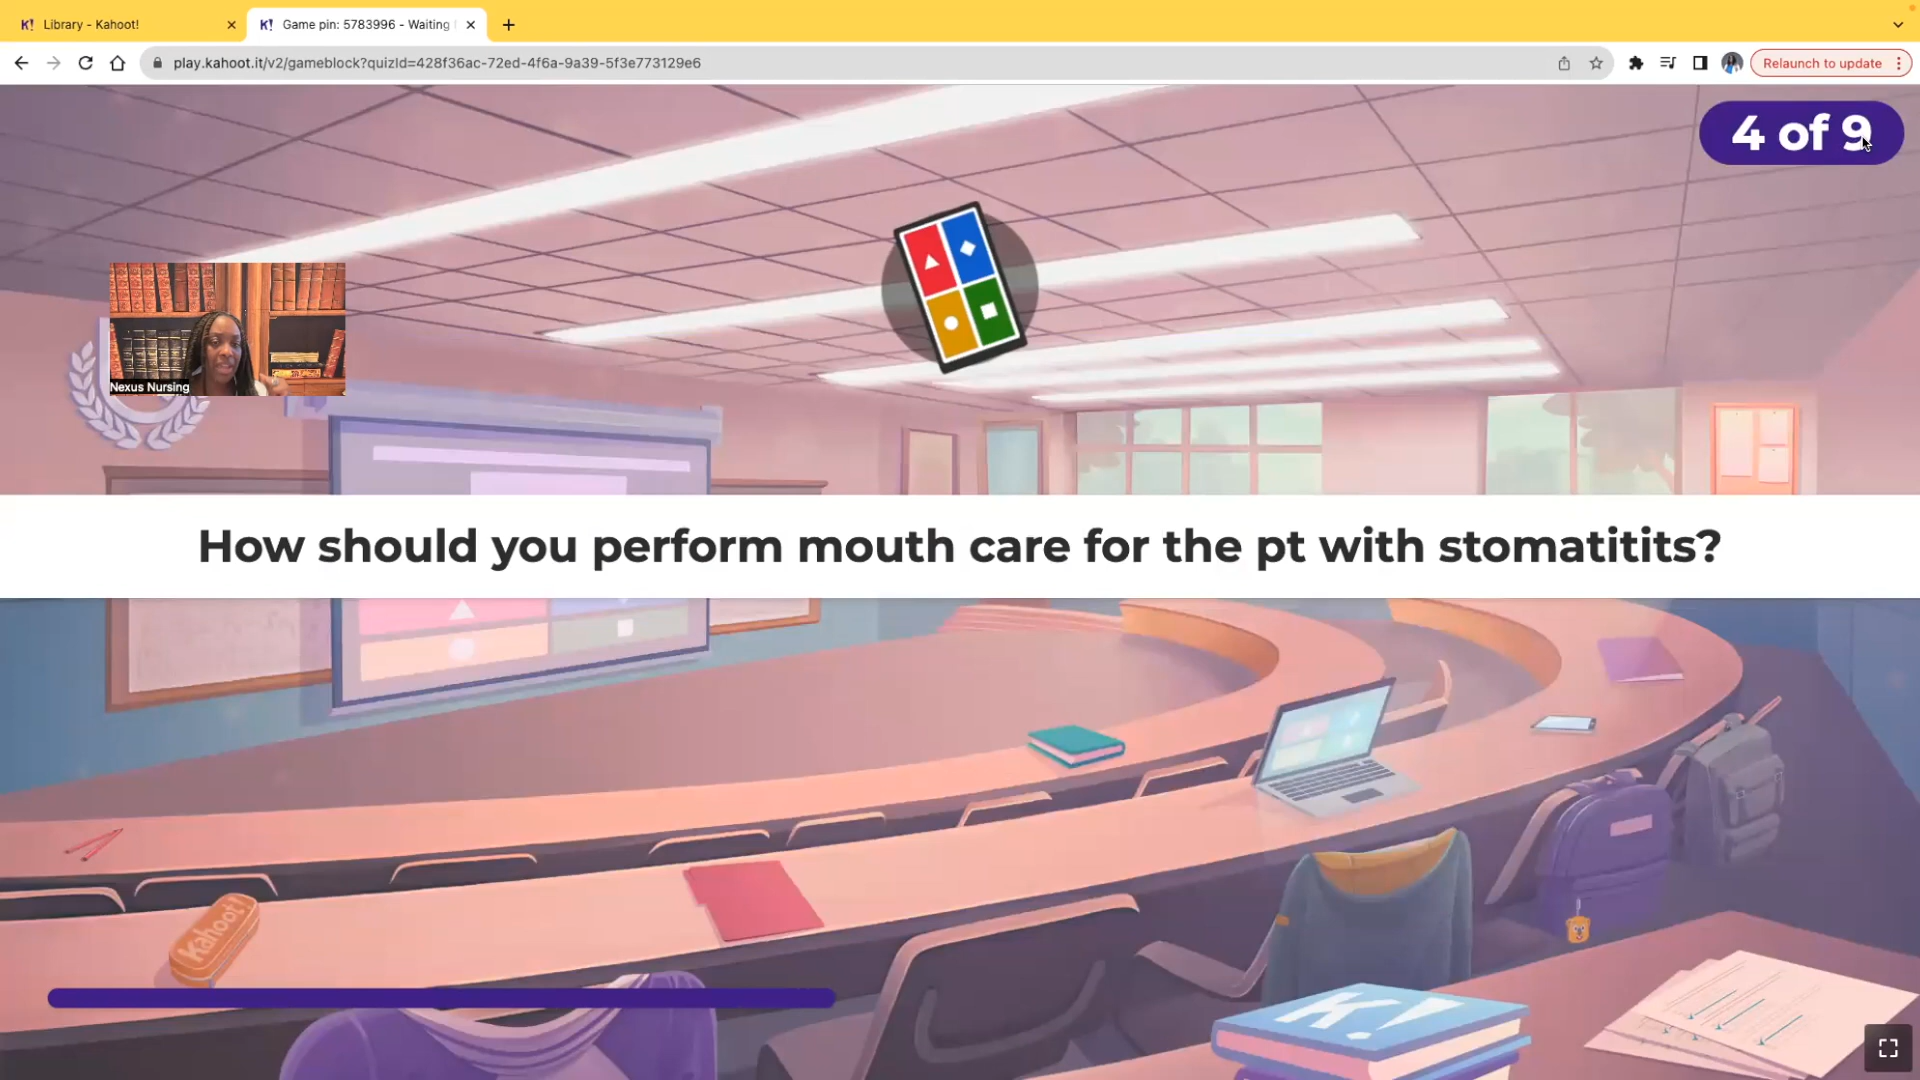 Library - Kahoot!
Game pin: 5783996 - Waiting
play.kahoot.it/v2/gameblock?quizId=428f36ac-72ed-4f6a-9a39-5f3e773129e6
Relaunch to update
4 of 9
Nexus Nursing
How should you perform mouth care for the pt with stomatitits?
Kahoot!
K!